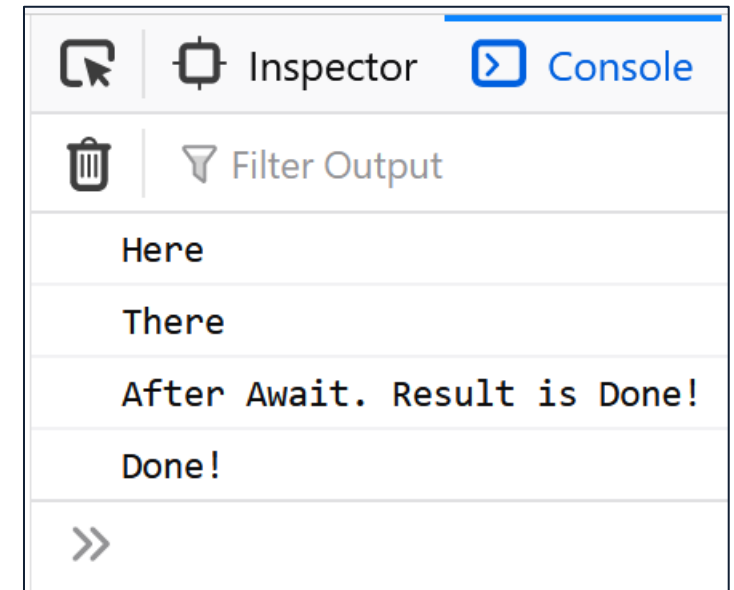 Inspector Console
Filter Output
Here
There
After Await. Result is Done!
Done!